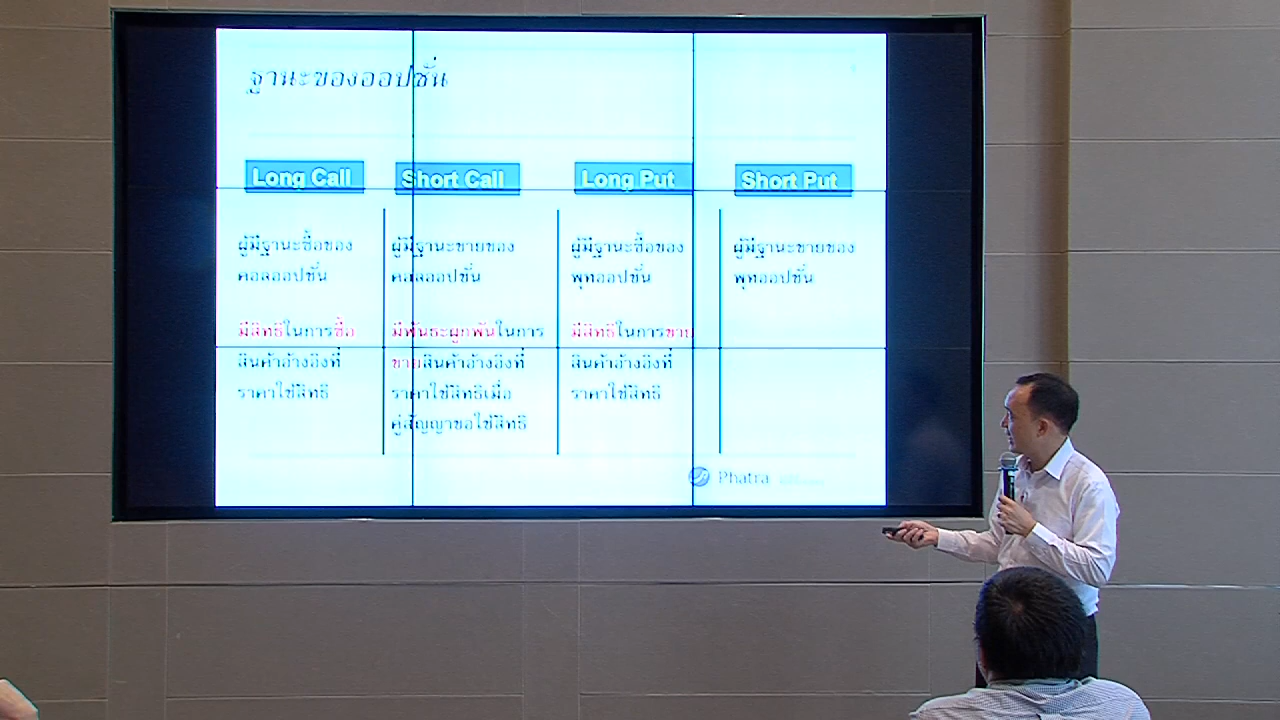 ฐานะของออปชั่น
Long Call
ผู้มีฐานะซื้อของ
คอลออปชั่น
มีสิทธิในการซื้อ
สินค้าอ้างอิงที่
ราคาใช้สิทธิ
Short Call
ผู้มีฐานะขายของ
คอลออปชั่น
มีพันธะผูกพันในการ
ขายสินค้าอ้างอิงที่
ราคาใช้สิทธิเมื่อ
คู่สัญญาขอใช้สิทธิ
Long Put
ผู้มีฐานะซื้อของ
พุทออปชั่น
มีสิทธิในการขาย
สินค้าอ้างอิงที่
ราคาใช้สิทธิ
Short Put
ผู้มีฐานะขายของ
พุทออปชั่น
Phatra